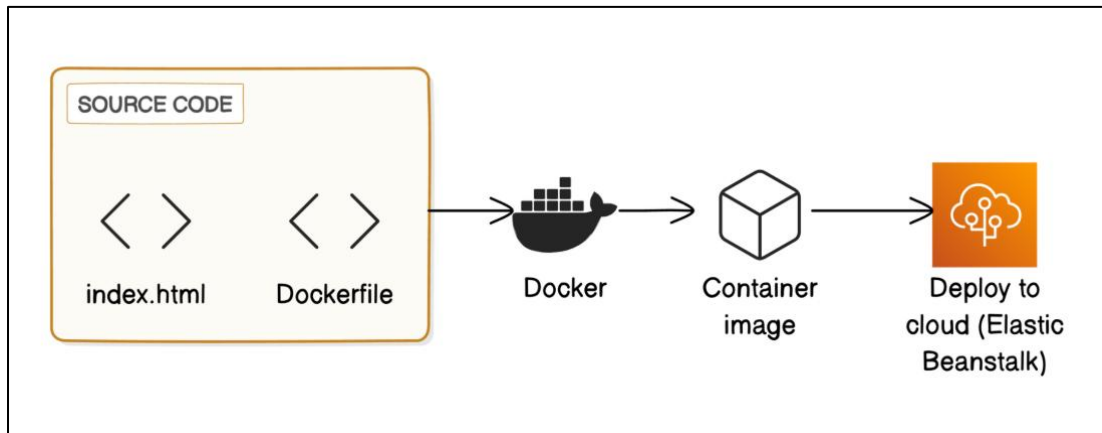 SOURCE CODE
index.html
Dockerfile
Docker
Container
image
Deploy to
cloud (Elastic
Beanstalk)